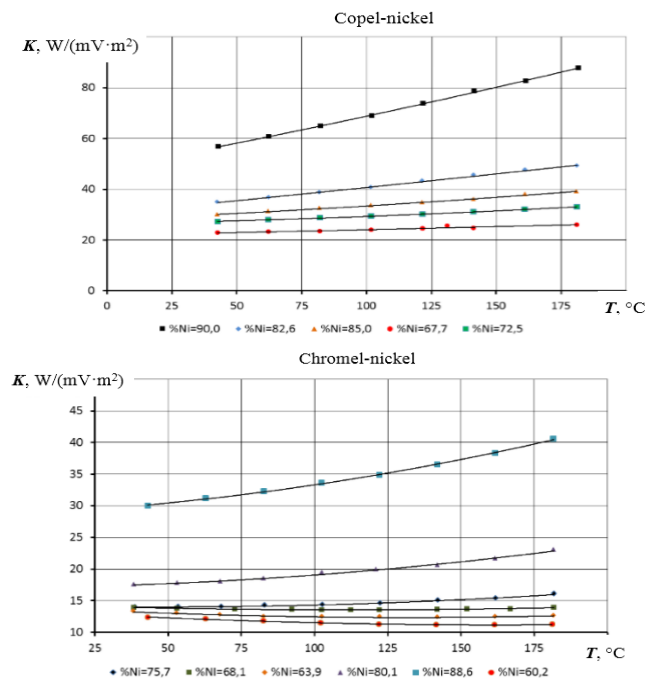 Copel-nickel
K, W/(mV·m²)
80
60
40
20
0
0 25 50 75 100 125 150 175
T, °C
%Ni=90,0 %Ni=82,6 %Ni=85,0 %Ni=67,7 %Ni=72,5
Chromel-nickel
K, W/(mV·m²)
45
40
35
30
25
20
15
10
25 50 75 100 125 150 175
T, °C
%Ni=75,7 %Ni=68,1 %Ni=63,9 %Ni=80,1 %Ni=88,6 %Ni=60,2